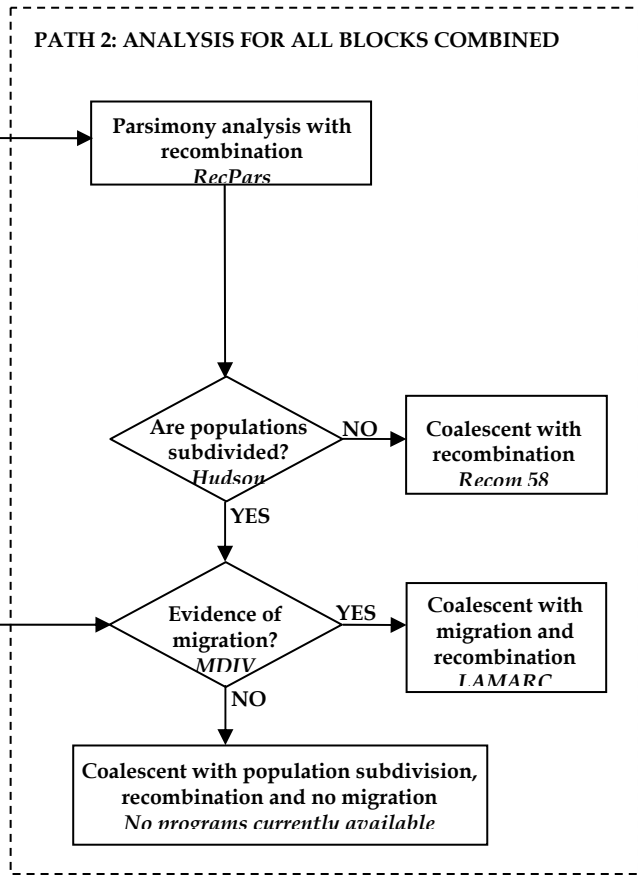 PATH 2: ANALYSIS FOR ALL BLOCKS COMBINED
Parsimony analysis with
recombination
RecPars
Are populations
subdivided?
Hudson
NO
Coalescent with
recombination
Recom 58
YES
Evidence of
migration?
MDIV
YES
Coalescent with
migration and
recombination
LAMARC
NO
Coalescent with population subdivision,
recombination and no migration
No programs currently available